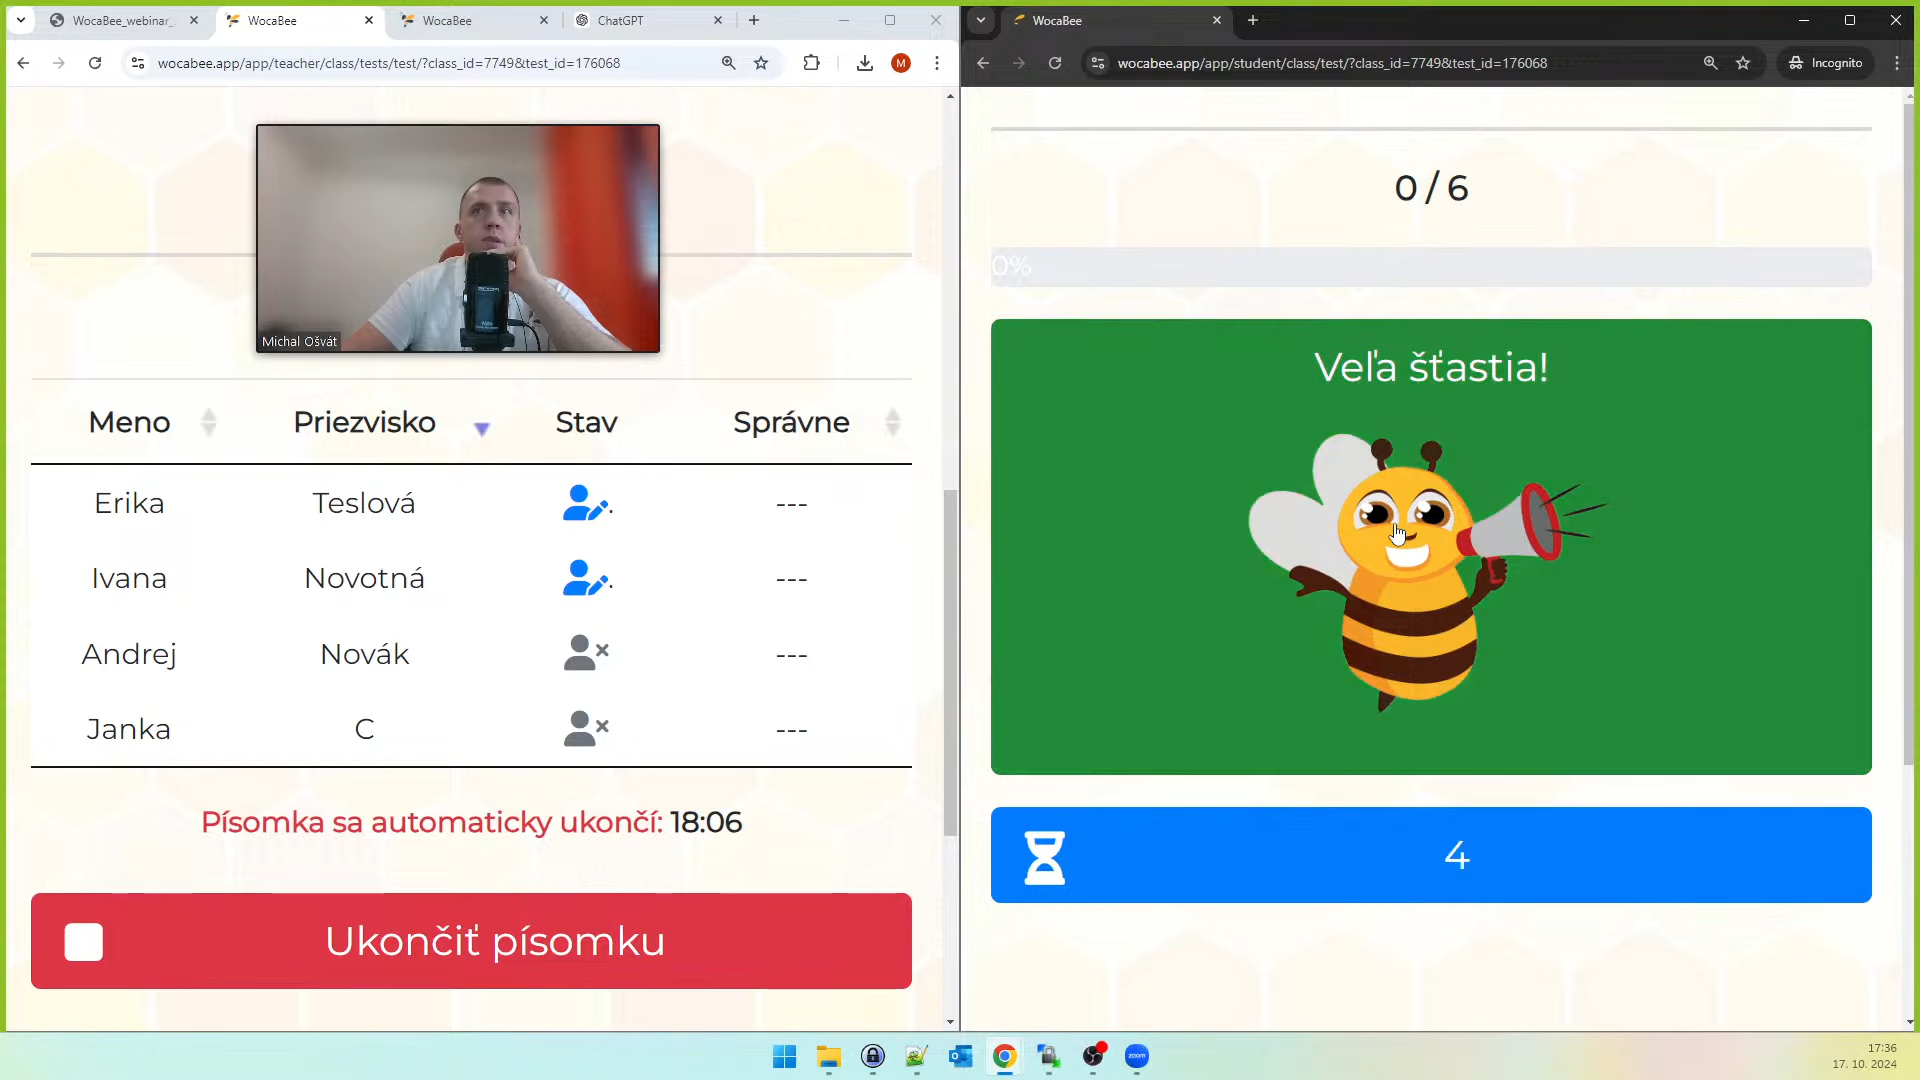 WocaBee_webinar_
WocaBee
WocaBee
ChatGPT
wocabee.app/app/teacher/class/tests/test/?class_id=7749&test_id=176068
M
Michal Ošvát
Meno
Priezvisko
Stav
Správne
Erika
Teslová
---
Ivana
Novotná
---
Andrej
Novák
---
Janka
C
---
Písomka sa automaticky ukončí: 18:06
Ukončiť písomku
WocaBee
wocabee.app/app/student/class/test/?class_id=7749&test_id=176068
Incognito
0 / 6
0%
Veľa šťastia!
4
zoom
17:36
17. 10. 2024